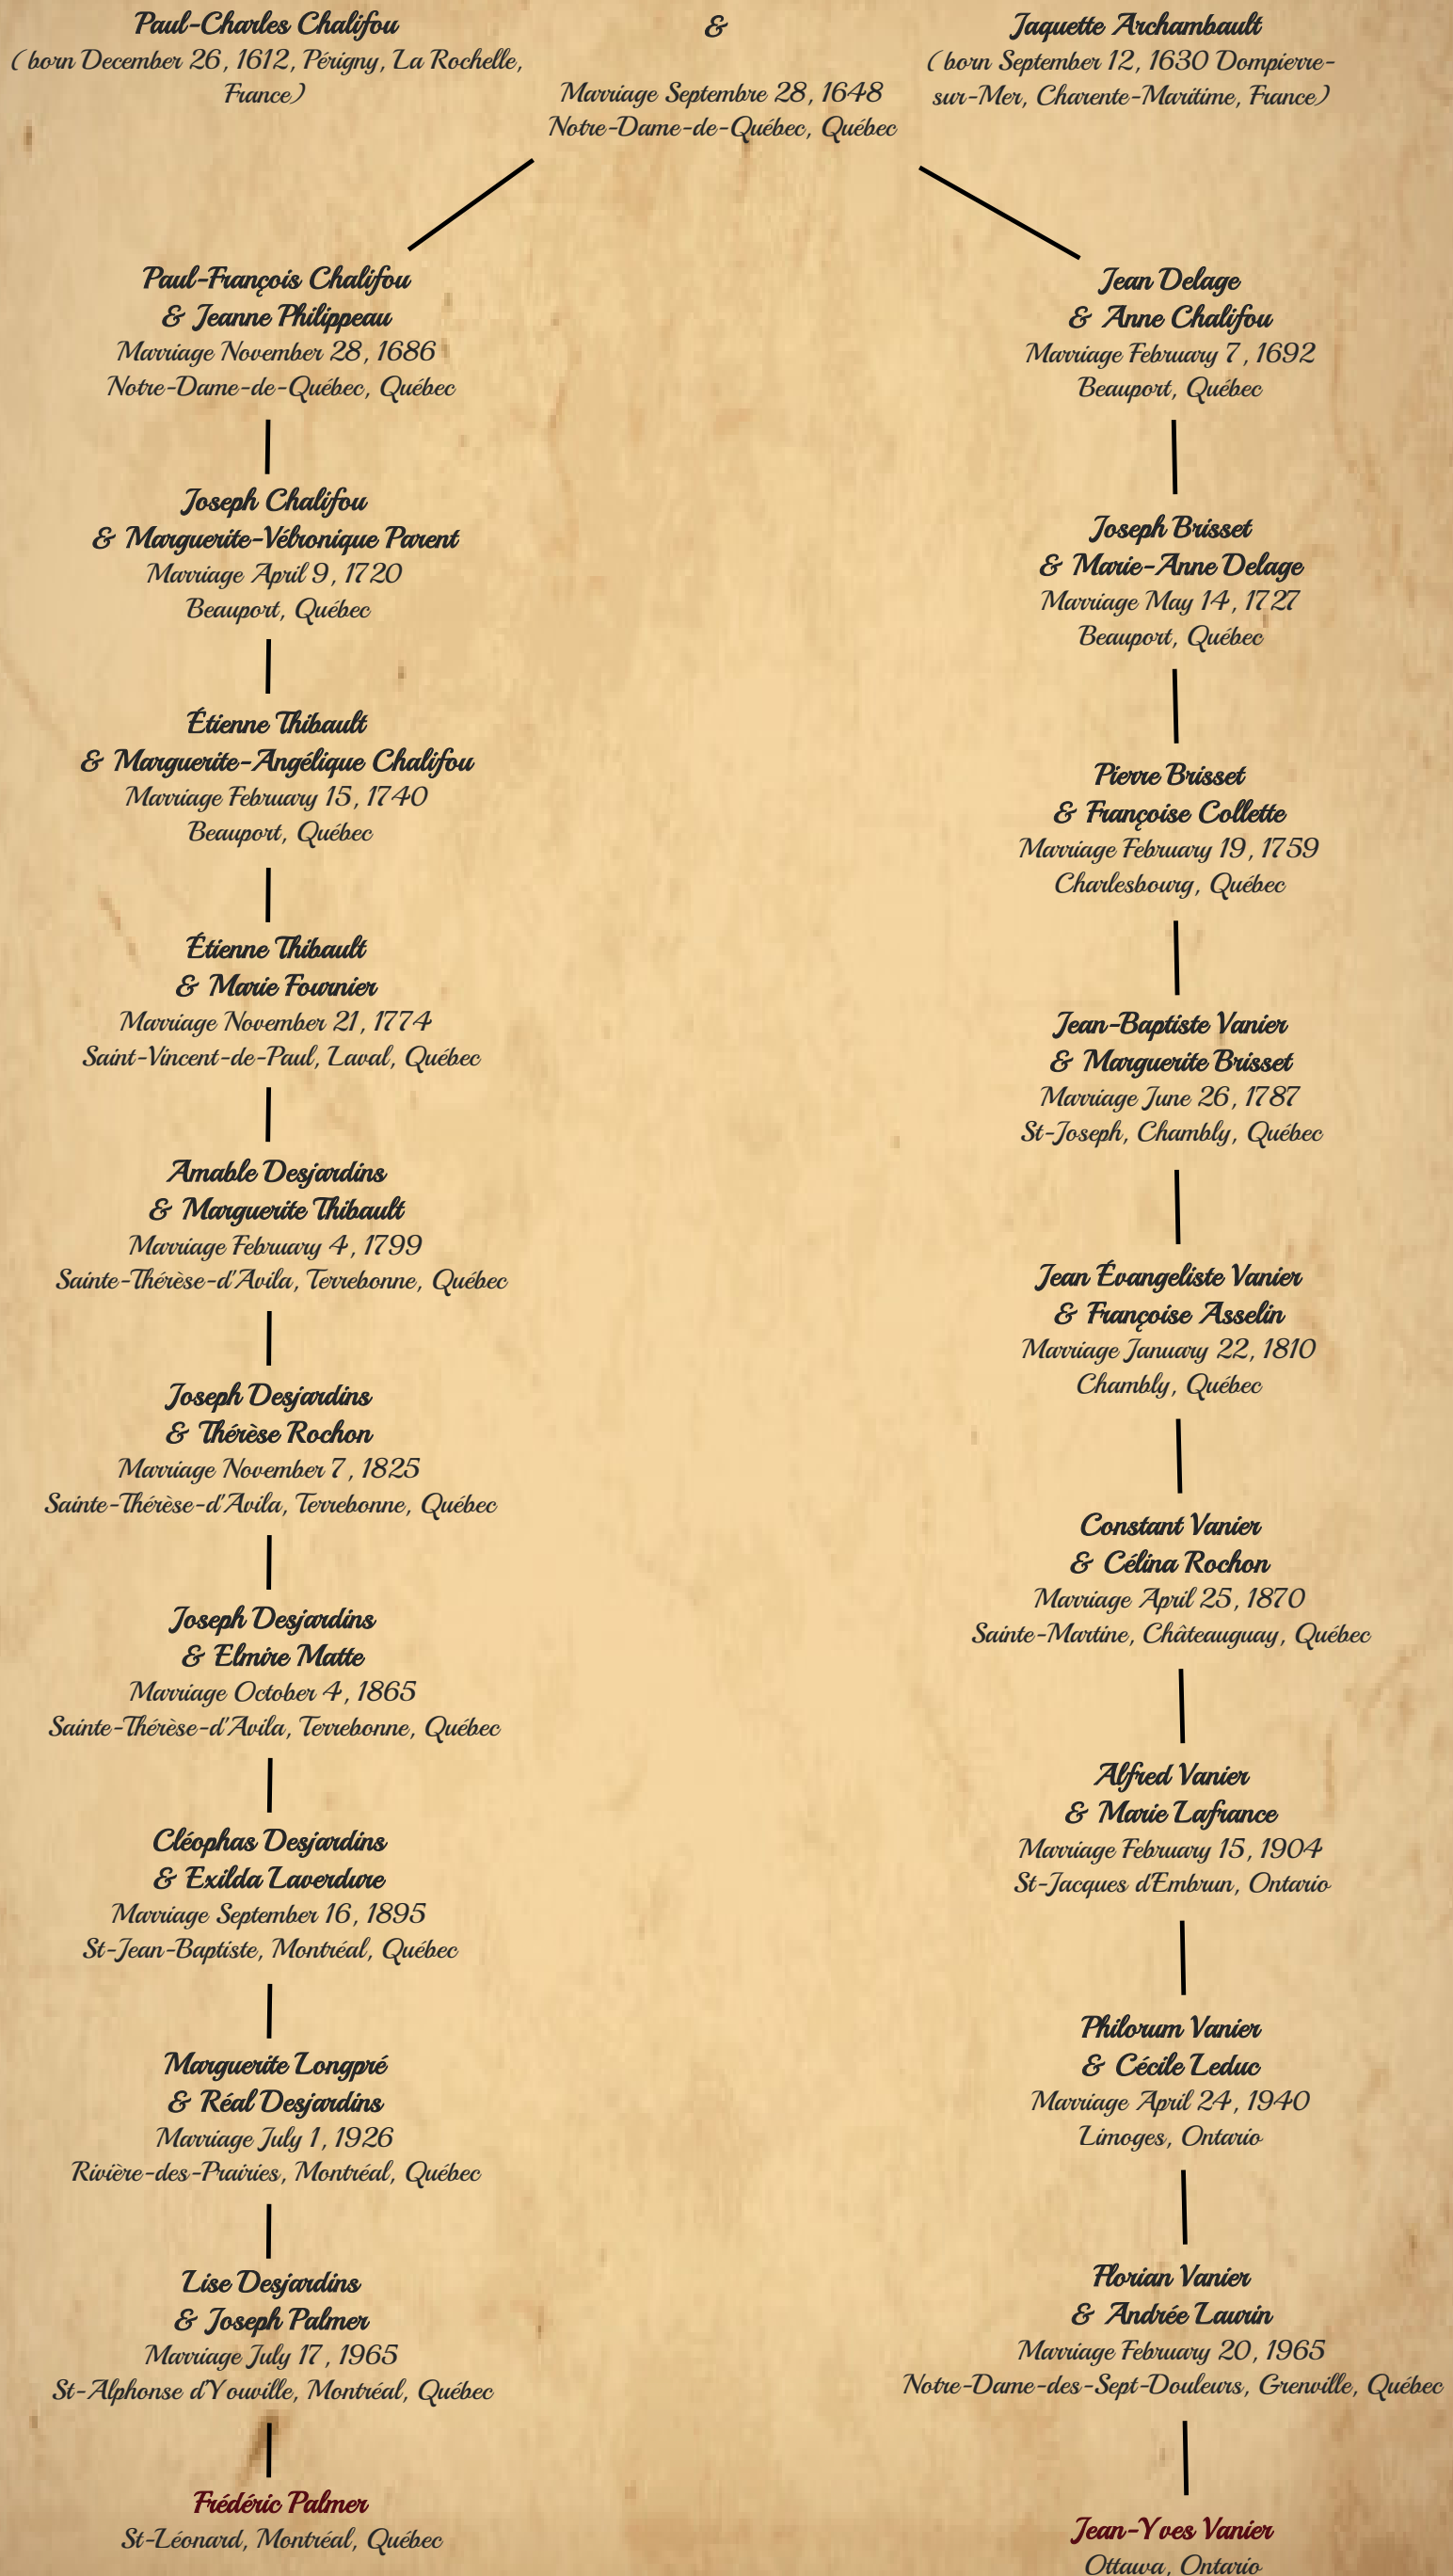 Paul-Charles Chalifou
( born December 26, 1612, Périgny, La Rochelle,
France)
&
Marriage Septembre 28, 1648
Notre-Dame-de-Québec, Québec
Jaquette Archambault
( born September 12, 1630 Dompierre-
sur-Mer, Charente-Maritime, France)
Paul-François Chalifou
& Jeanne Philippeau
Marriage November 28, 1686
Notre-Dame-de-Québec, Québec
Joseph Chalifou
& Marguerite-Vébronique Parent
Marriage April 9, 1720
Beauport, Québec
Étienne Thibault
& Marguerite-Angélique Chalifou
Marriage February 15, 1740
Beauport, Québec
Étienne Thibault
& Marie Fournier
Marriage November 21, 1774
Saint-Vincent-de-Paul, Laval, Québec
Amable Desjardins
& Marguerite Thibault
Marriage February 4, 1799
Sainte-Thérèse-d'Avila, Terrebonne, Québec
Joseph Desjardins
& Thérèse Rochon
Marriage November 7, 1825
Sainte-Thérèse-d'Avila, Terrebonne, Québec
Joseph Desjardins
& Elmire Matte
Marriage October 4, 1865
Sainte-Thérèse-d'Avila, Terrebonne, Québec
Cléophas Desjardins
& Exilda Laverdure
Marriage September 16, 1895
St-Jean-Baptiste, Montréal, Québec
Marguerite Longpré
& Réal Desjardins
Marriage July 1, 1926
Rivière-des-Prairies, Montréal, Québec
Lise Desjardins
& Joseph Palmer
Marriage July 17, 1965
St-Alphonse d'Youville, Montréal, Québec
Frédéric Palmer
St-Léonard, Montréal, Québec
Jean Delage
& Anne Chalifou
Marriage February 7, 1692
Beauport, Québec
Joseph Brisset
& Marie-Anne Delage
Marriage May 14, 1727
Beauport, Québec
Pierre Brisset
& Françoise Collette
Marriage February 19, 1759
Charlesbourg, Québec
Jean-Baptiste Vanier
& Marguerite Brisset
Marriage June 26, 1787
St-Joseph, Chambly, Québec
Jean Évangeliste Vanier
& Françoise Asselin
Marriage January 22, 1810
Chambly, Québec
Constant Vanier
& Célina Rochon
Marriage April 25, 1870
Sainte-Martine, Châteauguay, Québec
Alfred Vanier
& Marie Lafrance
Marriage February 15, 1904
St-Jacques d'Embrun, Ontario
Philorum Vanier
& Cécile Leduc
Marriage April 24, 1940
Limoges, Ontario
Florian Vanier
& Andrée Laurin
Marriage February 20, 1965
Notre-Dame-des-Sept-Douleurs, Grenville, Québec
Jean-Yves Vanier
Ottawa, Ontario